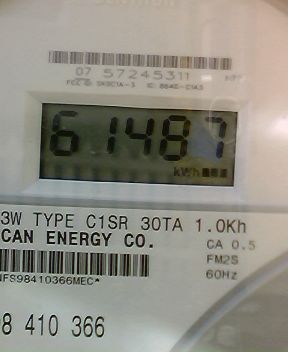 07 57245311
61487
kWh
3W TYPE C1SR 30TA 1.0Kh
CAN ENERGY CO.
CA 0.5
FM2S
60Hz
NFS98410366MEC*
98 410 366